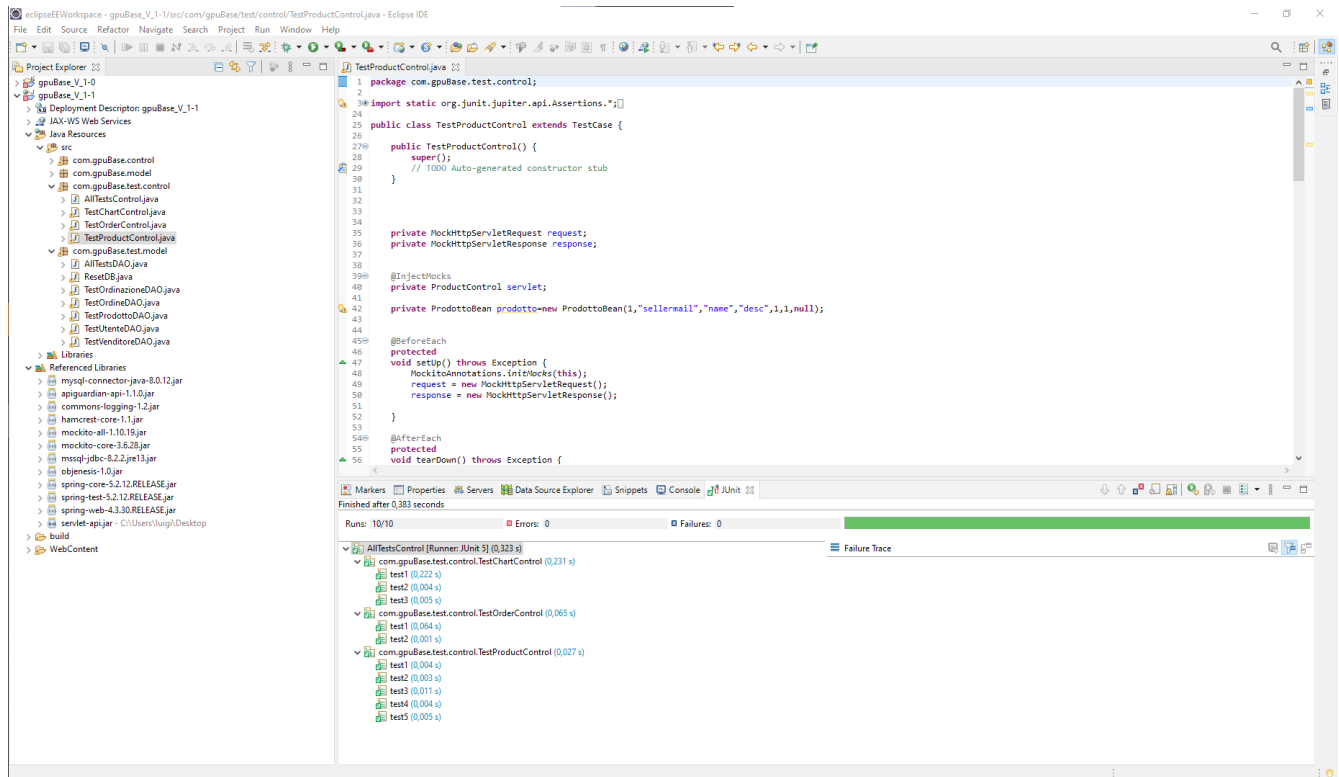 eclipseEEWorkspace - gpuBase_V_1-1/src/com/gpuBase/test/control/TestProductControl.java - Eclipse IDE
File Edit Source Refactor Navigate Search Project Run Window Help
Project Explorer
gpuBase_V_1-0
gpuBase_V_1-1
Deployment Descriptor: gpuBase_V_1-1
JAX-WS Web Services
Java Resources
src
com.gpuBase.control
com.gpuBase.model
com.gpuBase.test.control
AllTestsControl.java
TestChartControl.java
TestOrderControl.java
TestProductControl.java
com.gpuBase.test.model
AllTestsDAO.java
ResetDB.java
TestOrdinazioneDAO.java
TestOrdineDAO.java
TestProdottoDAO.java
TestUtenteDAO.java
TestVenditoreDAO.java
Libraries
Referenced Libraries
mysql-connector-java-8.0.12.jar
apiguardian-api-1.1.0.jar
commons-logging-1.2.jar
hamcrest-core-1.1.jar
mockito-all-1.10.19.jar
mockito-core-3.6.28.jar
mssql-jdbc-8.2.2.jre13.jar
objenesis-1.0.jar
spring-core-5.2.12.RELEASE.jar
spring-test-5.2.12.RELEASE.jar
spring-web-4.3.30.RELEASE.jar
servlet-api.jar - C:\Users\luigi\Desktop
build
WebContent
TestProductControl.java
1 package com.gpuBase.test.control;
2
3 import static org.junit.jupiter.api.Assertions.*;
24
25 public class TestProductControl extends TestCase {
26
27 public TestProductControl() {
28 super();
29 // TODO Auto-generated constructor stub
30 }
31
32
33
34
35 private MockHttpServletRequest request;
36 private MockHttpServletResponse response;
37
38
39 @InjectMocks
40 private ProductControl servlet;
41
42 private ProdottoBean prodotto=new ProdottoBean(1,"sellermail","name","desc",1,1,null);
43
44
45 @BeforeEach
46 protected
47 void setUp() throws Exception {
48 MockitoAnnotations.initMocks(this);
49 request = new MockHttpServletRequest();
50 response = new MockHttpServletResponse();
51
52 }
53
54 @AfterEach
55 protected
56 void tearDown() throws Exception {
Markers Properties Servers Data Source Explorer Snippets Console JUnit
Finished after 0,383 seconds
Runs: 10/10 Errors: 0 Failures: 0
AllTestsControl [Runner: JUnit 5] (0,323 s)
com.gpuBase.test.control.TestChartControl (0,231 s)
test1 (0,222 s)
test2 (0,004 s)
test3 (0,005 s)
com.gpuBase.test.control.TestOrderControl (0,065 s)
test1 (0,064 s)
test2 (0,001 s)
com.gpuBase.test.control.TestProductControl (0,027 s)
test1 (0,004 s)
test2 (0,003 s)
test3 (0,011 s)
test4 (0,004 s)
test5 (0,005 s)
Failure Trace